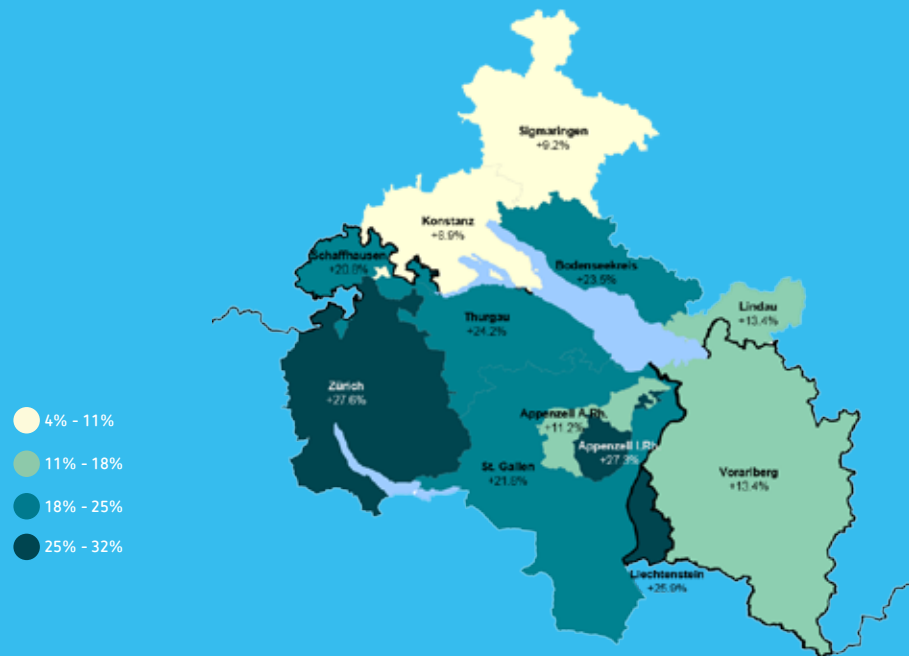 Sigmaringen
+9.2%
Konstanz
+8.9%
Schaffhausen
+20.8%
Bodenseekreis
+23.5%
Lindau
+13.4%
Thurgau
+24.2%
Zürich
+27.6%
Appenzell A.Rh.
+11.2%
Appenzell I.Rh.
+27.3%
St. Gallen
+21.8%
Vorarlberg
+13.4%
Liechtenstein
+25.9%
4% - 11%
11% - 18%
18% - 25%
25% - 32%